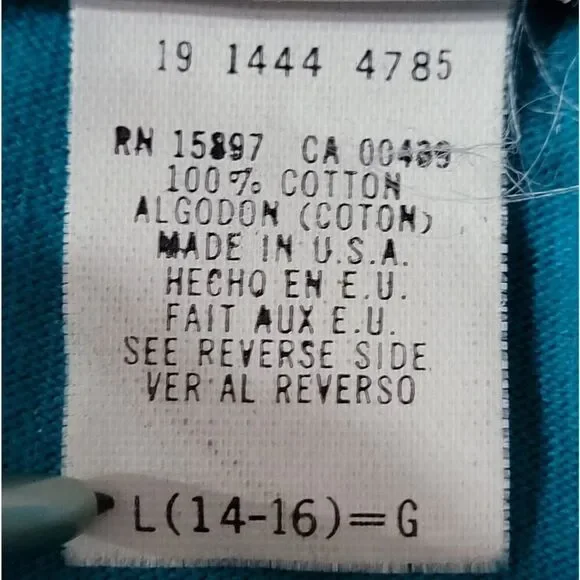 19 1444 4785
RN 15897 CA 00409
100% COTTON
ALGODON (COTON)
MADE IN U.S.A.
HECHO EN E.U.
FAIT AUX E.U.
SEE REVERSE SIDE
VER AL REVERSO
L(14-16)=G